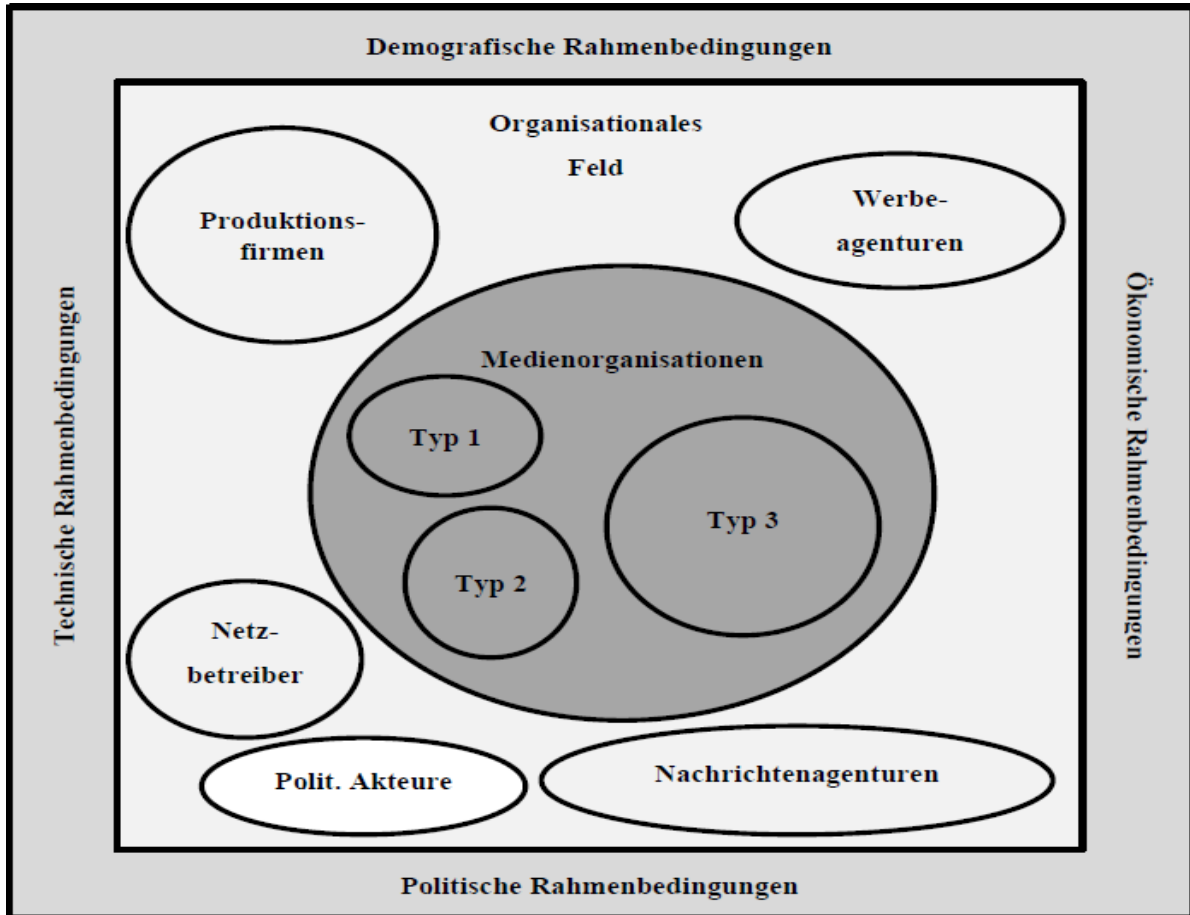 Demografische Rahmenbedingungen
Organisationales
Feld
Produktions-
firmen
Werbe-
agenturen
Technische Rahmenbedingungen
Ökonomische Rahmenbedingungen
Medienorganisationen
Typ 1
Typ 3
Typ 2
Netz-
betreiber
Polit. Akteure
Nachrichtenagenturen
Politische Rahmenbedingungen